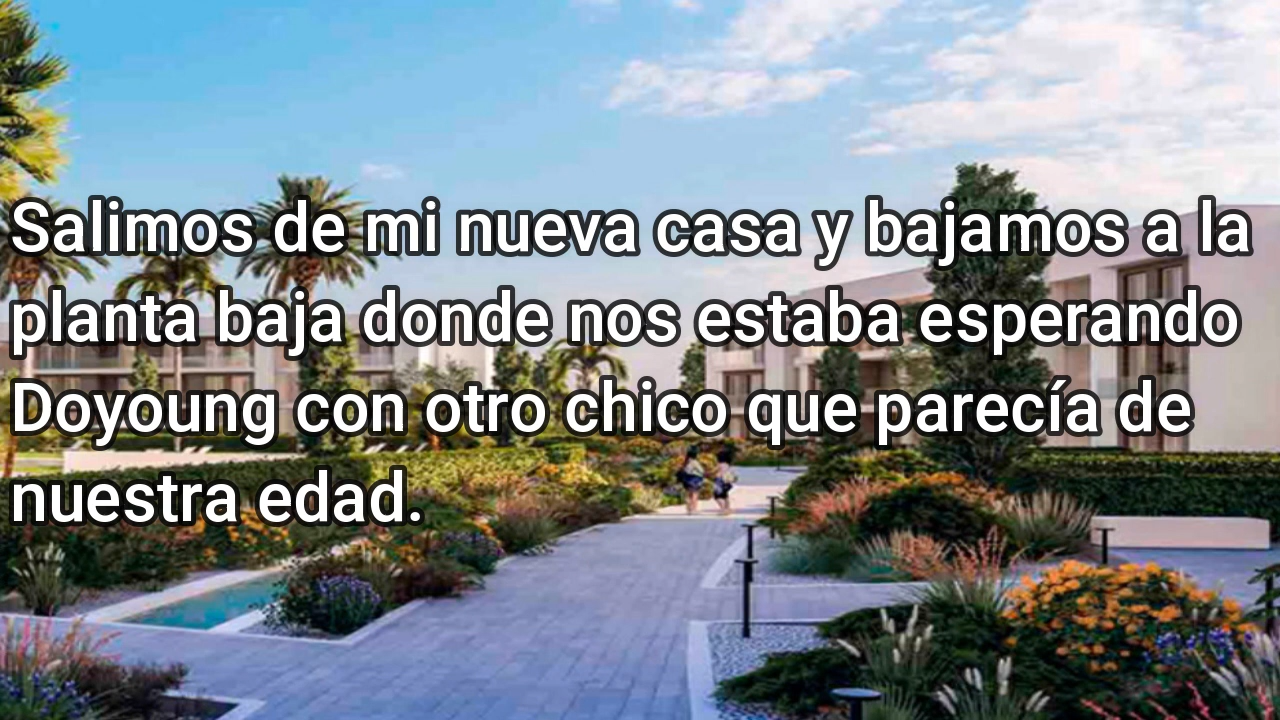 Salimos de mi nueva casa y bajamos a la
planta baja donde nos estaba esperando
Doyoung con otro chico que parecía de
nuestra edad.